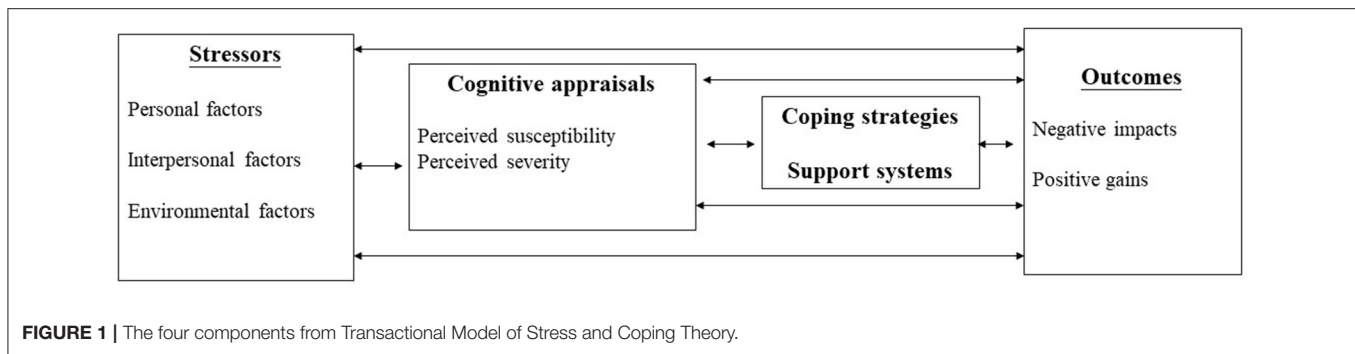 Stressors
Personal factors
Interpersonal factors
Environmental factors
Cognitive appraisals
Perceived susceptibility
Perceived severity
Coping strategies
Support systems
Outcomes
Negative impacts
Positive gains
FIGURE 1 | The four components from Transactional Model of Stress and Coping Theory.